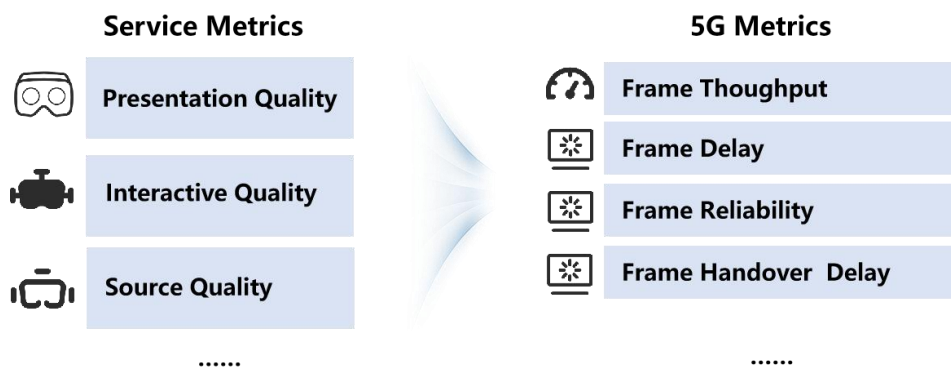 Service Metrics
Presentation Quality
Interactive Quality
Source Quality
......
5G Metrics
Frame Thoughput
Frame Delay
Frame Reliability
Frame Handover Delay
......